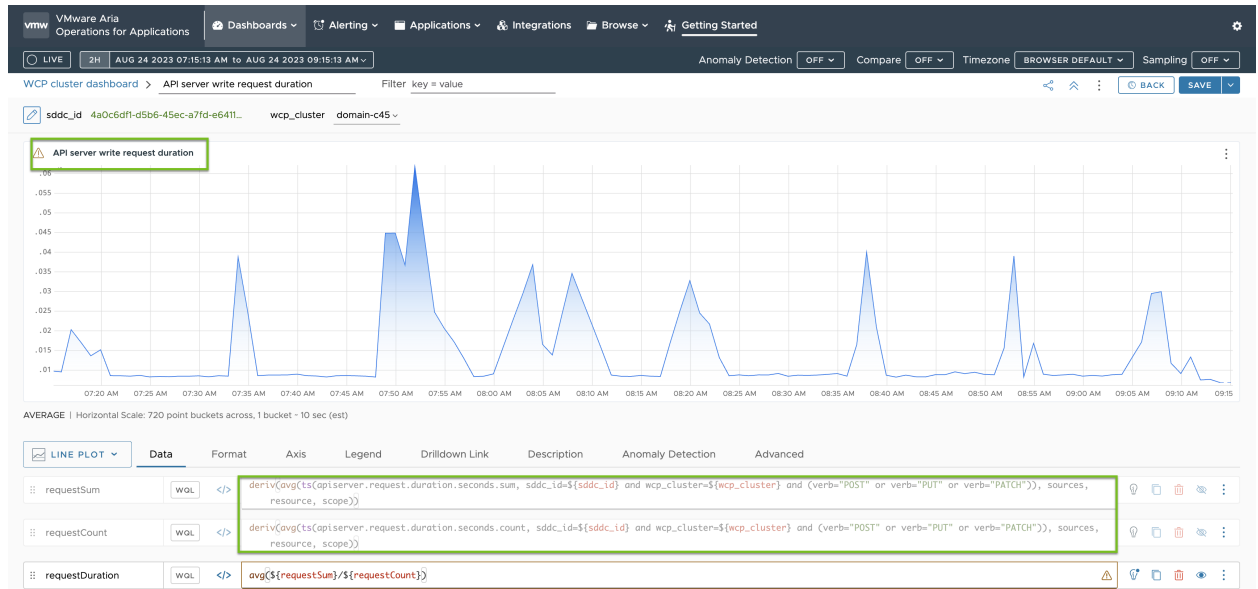 vmw VMware Aria Operations for Applications Dashboards Alerting Applications Integrations Browse Getting Started
LIVE 2H AUG 24 2023 07:15:13 AM to AUG 24 2023 09:15:13 AM Anomaly Detection OFF Compare OFF Timezone BROWSER DEFAULT Sampling OFF
WCP cluster dashboard > API server write request duration Filter key = value BACK SAVE
sddc_id 4a0c6df1-d5b6-45ec-a7fd-e6411... wcp_cluster domain-c45
API server write request duration
.06
.055
.05
.045
.04
.035
.03
.025
.02
.015
.01
07:20 AM 07:25 AM 07:30 AM 07:35 AM 07:40 AM 07:45 AM 07:50 AM 07:55 AM 08:00 AM 08:05 AM 08:10 AM 08:15 AM 08:20 AM 08:25 AM 08:30 AM 08:35 AM 08:40 AM 08:45 AM 08:50 AM 08:55 AM 09:00 AM 09:05 AM 09:10 AM 09:15
AVERAGE | Horizontal Scale: 720 point buckets across, 1 bucket - 10 sec (est)
LINE PLOT Data Format Axis Legend Drilldown Link Description Anomaly Detection Advanced
requestSum WQL </> deriv(avg(ts(apiserver.request.duration.seconds.sum, sddc_id=${sddc_id} and wcp_cluster=${wcp_cluster} and (verb="POST" or verb="PUT" or verb="PATCH")), sources,
resource, scope))
requestCount WQL </> deriv(avg(ts(apiserver.request.duration.seconds.count, sddc_id=${sddc_id} and wcp_cluster=${wcp_cluster} and (verb="POST" or verb="PUT" or verb="PATCH")), sources,
resource, scope))
requestDuration WQL </> avg(${requestSum}/${requestCount})